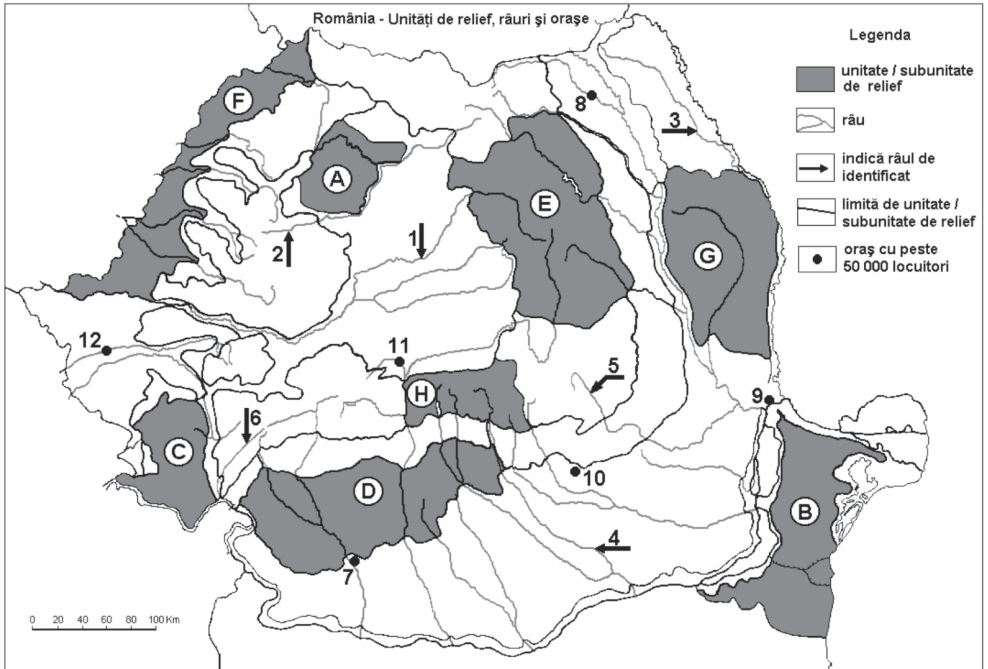 România - Unități de relief, râuri și orașe
Legenda
unitate / subunitate
de relief
râu
indică râul de
identificat
limită de unitate /
subunitate de relief
oraș cu peste
50 000 locuitori
F
8
3
A
E
1
2
G
12
11
5
H
9
6
C
D
10
B
4
7
0 20 40 60 80 100 Km